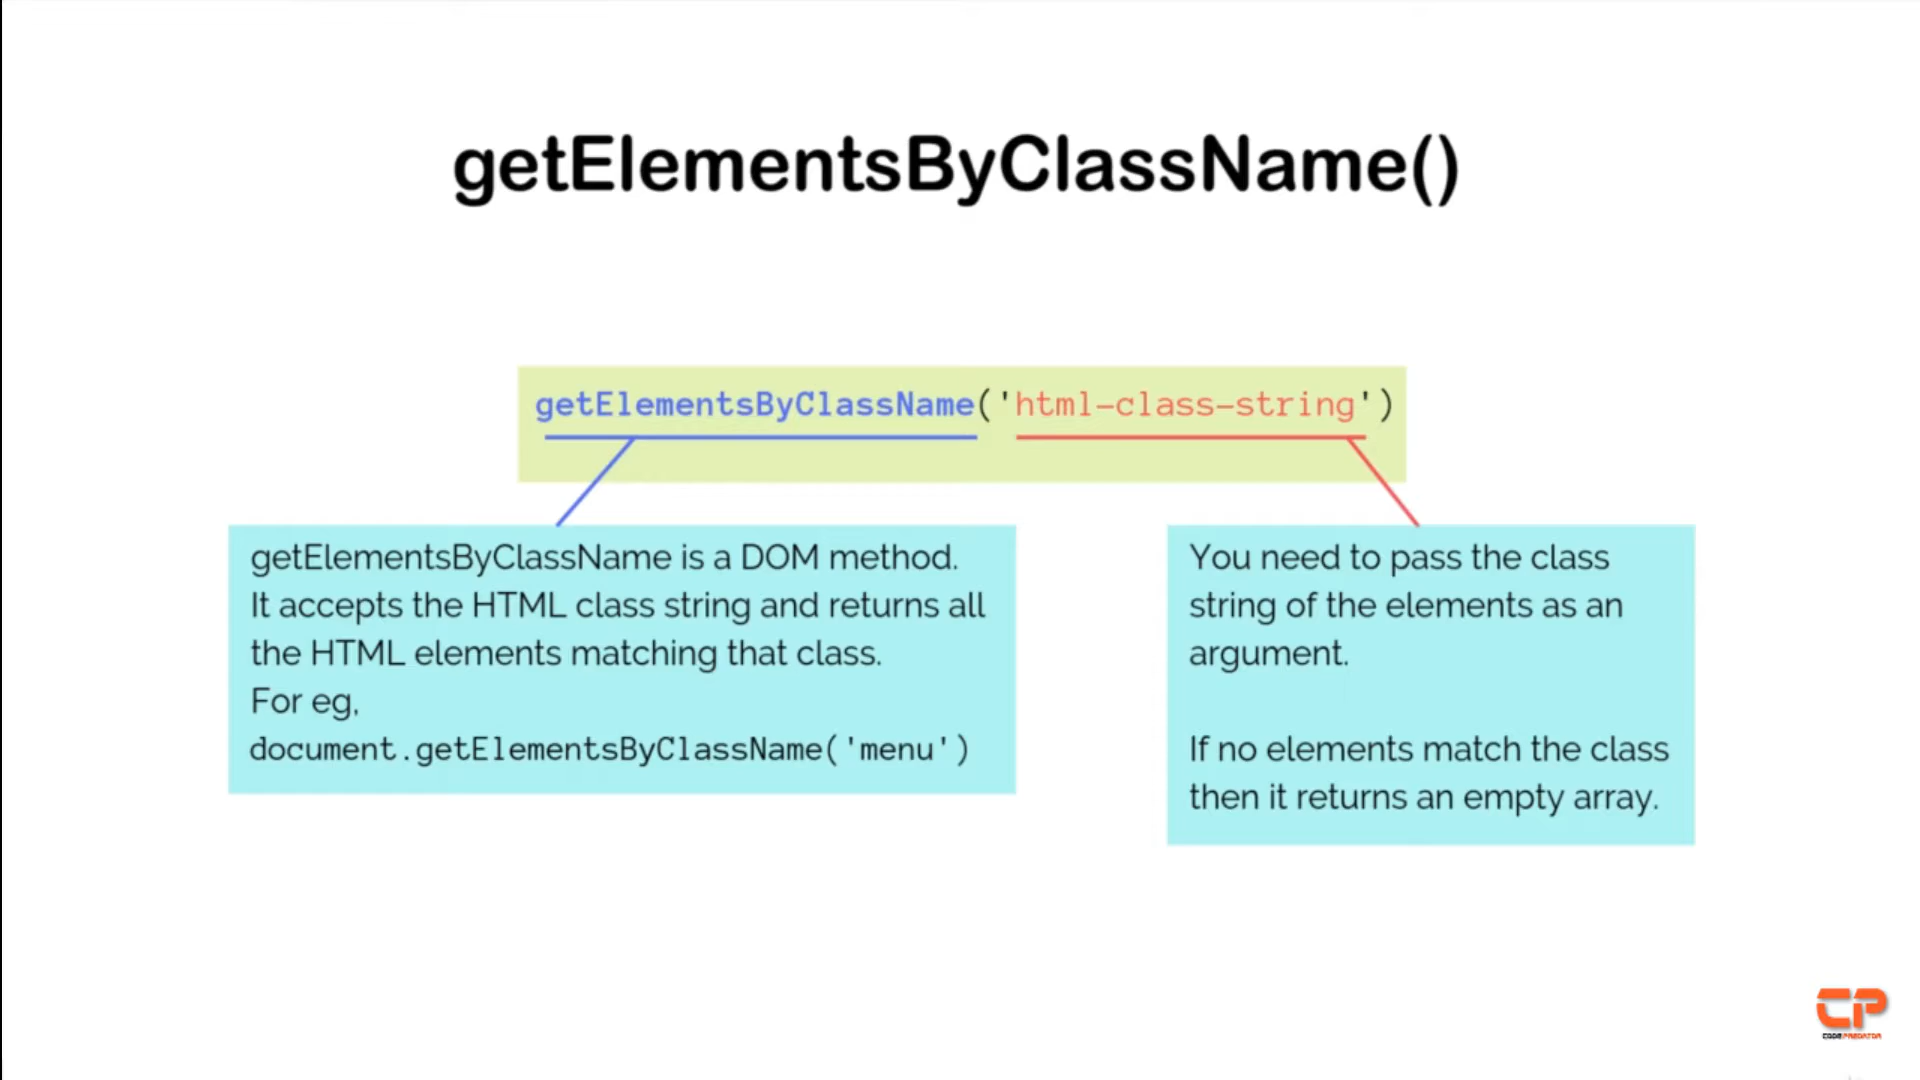 getElementsByClassName()
getElementsByClassName('html-class-string')
getElementsByClassName is a DOM method.
It accepts the HTML class string and returns all
the HTML elements matching that class.
For eg,
document.getElementsByClassName('menu')
You need to pass the class
string of the elements as an
argument.
If no elements match the class
then it returns an empty array.
CP
CODEPREDATOR